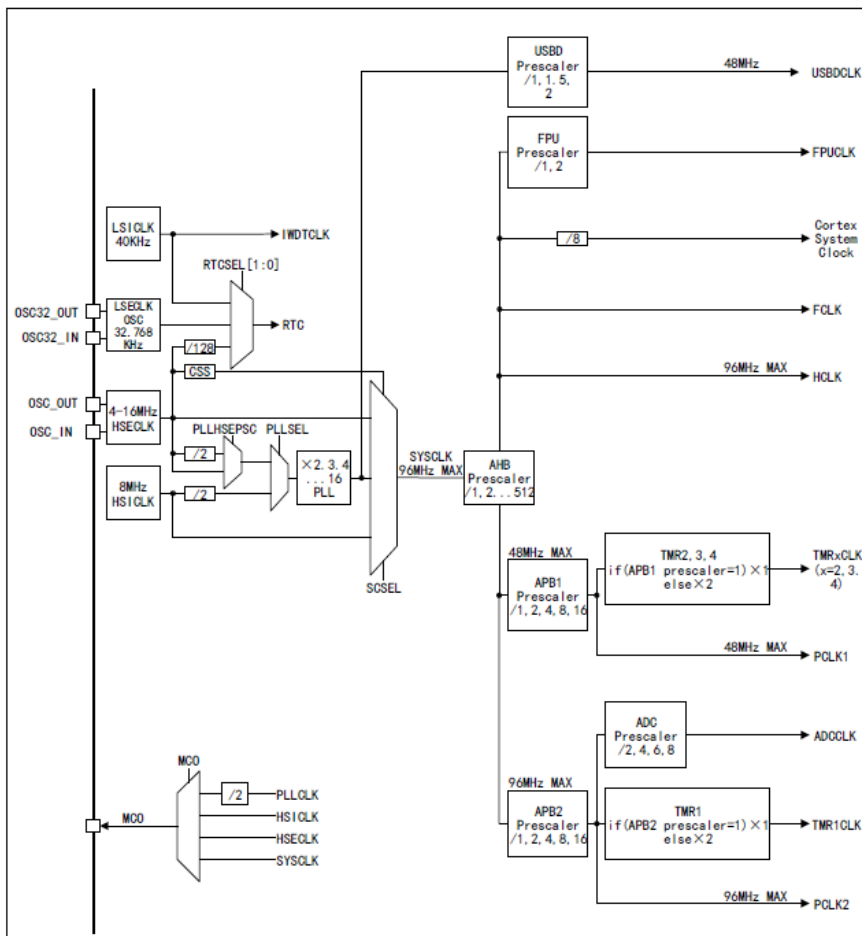 USBD
Prescaler
/1, 1.5,
2
48MHz
USBDCLK
FPU
Prescaler
/1, 2
FPUCLK
LSICLK
40KHz
IWDTCLK
/8
Cortex
System
Clock
RTCSEL[1:0]
OSC32_OUT
OSC32_IN
LSECLK
OSC
32.768
KHz
RTC
FCLK
/128
CSS
96MHz MAX
HCLK
OSC_OUT
OSC_IN
4-16MHz
HSECLK
PLLHSEPSC
PLLSEL
/2
×2.3.4
...16
PLL
SYSCLK
96MHz MAX
AHB
Prescaler
/1, 2...512
8MHz
HSICLK
/2
SCSEL
48MHz MAX
APB1
Prescaler
/1, 2, 4, 8, 16
TMR2, 3, 4
if(APB1 prescaler=1)×1
else×2
TMRxCLK
(x=2, 3.
4)
48MHz MAX
PCLK1
ADC
Prescaler
/2, 4, 6, 8
ADCCLK
MCO
MCO
/2
PLLCLK
HSICLK
HSECLK
SYSCLK
96MHz MAX
APB2
Prescaler
/1, 2, 4, 8, 16
TMR1
if(APB2 prescaler=1)×1
else×2
TMR1CLK
96MHz MAX
PCLK2